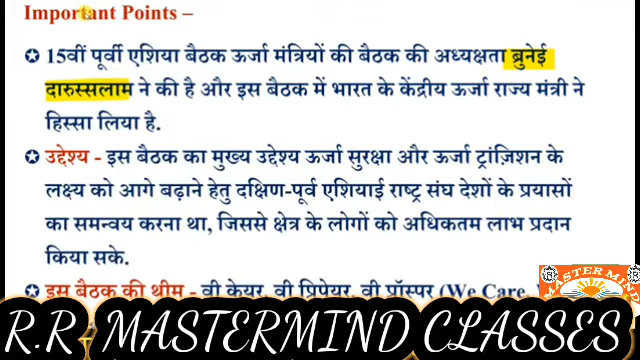 Important Points –
15वीं पूर्वी एशिया बैठक ऊर्जा मंत्रियों की बैठक की अध्यक्षता ब्रुनेई
दारुस्सलाम ने की है और इस बैठक में भारत के केंद्रीय ऊर्जा राज्य मंत्री ने
हिस्सा लिया है.
उद्देश्य - इस बैठक का मुख्य उद्देश्य ऊर्जा सुरक्षा और ऊर्जा ट्रांज़िशन के
लक्ष्य को आगे बढ़ाने हेतु दक्षिण-पूर्व एशियाई राष्ट्र संघ देशों के प्रयासों
का समन्वय करना था, जिससे क्षेत्र के लोगों को अधिकतम लाभ प्रदान
किया सके.
इस बैठक की थीम - वी केयर, वी प्रिपेयर, वी प्रॉस्पर (We Care,
MASTER MIND
R.R MASTERMIND CLASSES